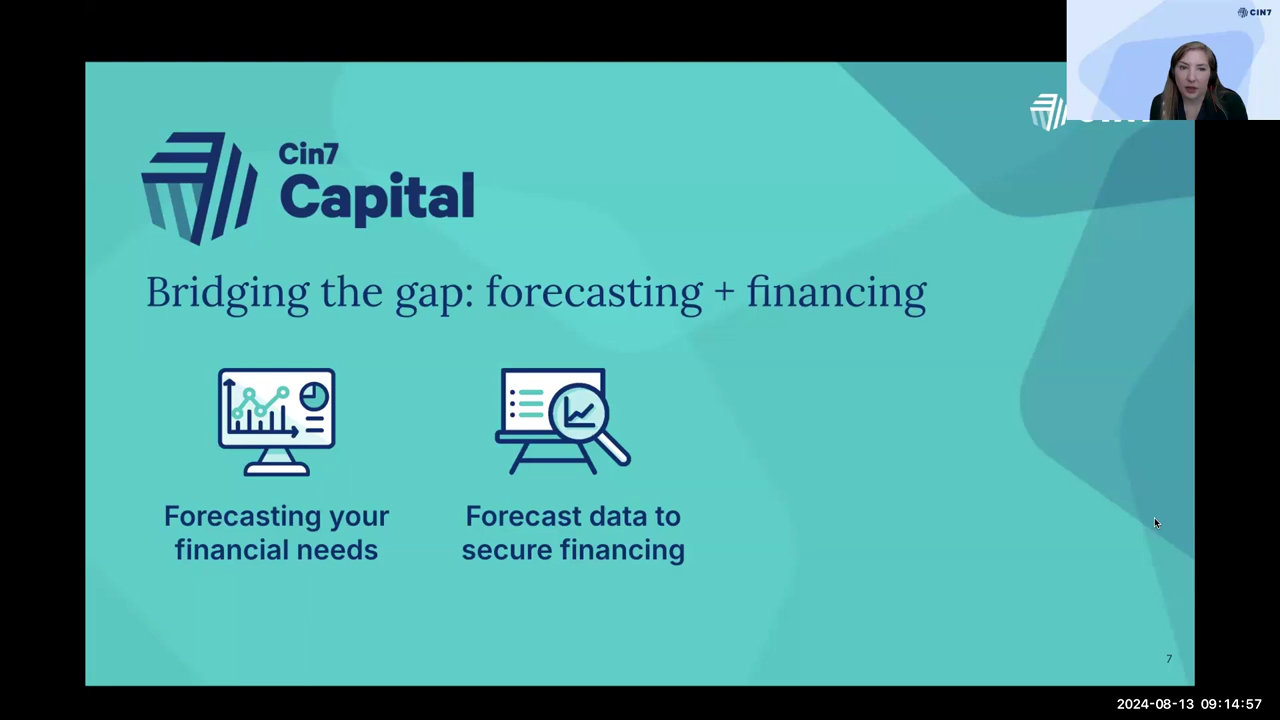 CIN7
Cin7
Capital
Bridging the gap: forecasting + financing
Forecasting your
financial needs
Forecast data to
secure financing
7
2024-08-13 09:14:57